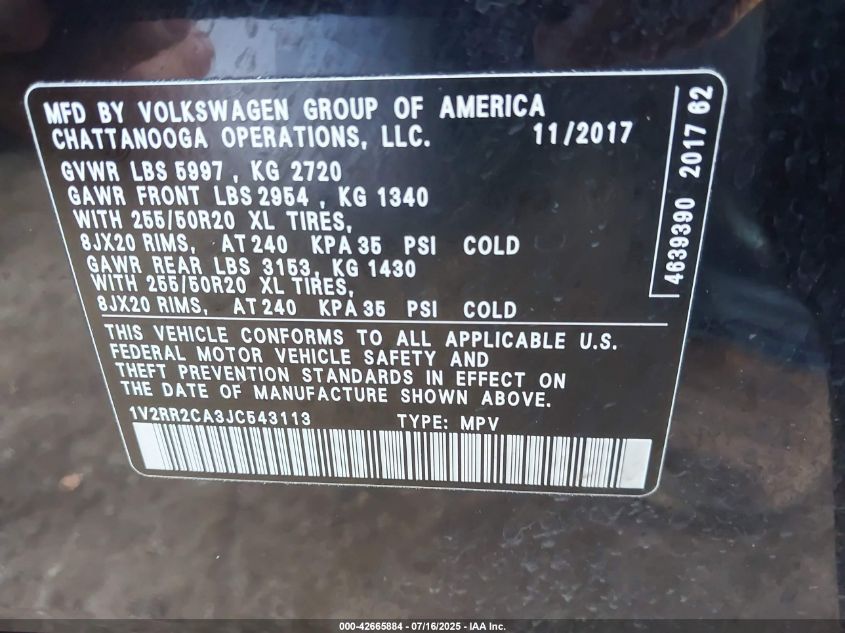 MFD BY VOLKSWAGEN GROUP OF AMERICA
CHATTANOOGA OPERATIONS, LLC. 11/2017
GVWR LBS 5997, KG 2720
GAWR FRONT LBS 2954, KG 1340
WITH 255/50R20 XL TIRES,
8JX20 RIMS, AT 240 KPA 35 PSI COLD
GAWR REAR LBS 3153, KG 1430
WITH 255/50R20 XL TIRES,
8JX20 RIMS, AT 240 KPA 35 PSI COLD
4639390 2017 62
THIS VEHICLE CONFORMS TO ALL APPLICABLE U.S.
FEDERAL MOTOR VEHICLE SAFETY AND
THEFT PREVENTION STANDARDS IN EFFECT ON
THE DATE OF MANUFACTURE SHOWN ABOVE.
1V2RR2CA3JC543113 TYPE: MPV
000-42665884 - 07/16/2025 - IAA Inc.